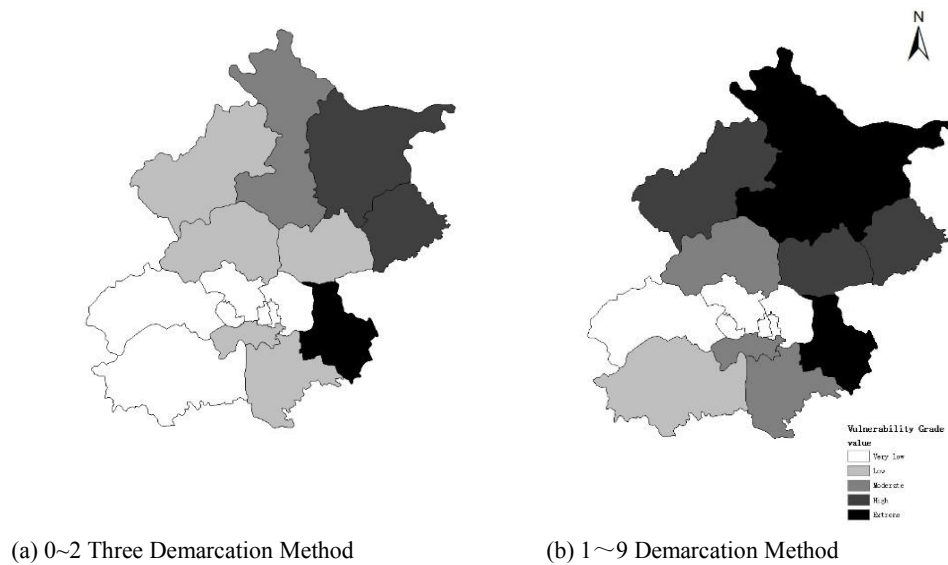 N
Vulnerability Grade
value
Very Low
Low
Moderate
High
Extreme
(a) 0~2 Three Demarcation Method
(b) 1～9 Demarcation Method